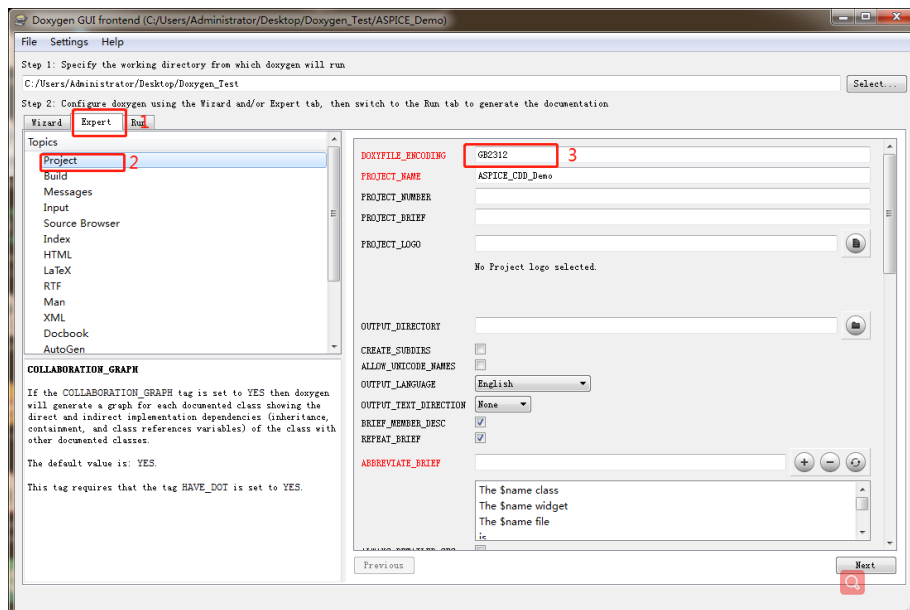 Doxygen GUI frontend (C:/Users/Administrator/Desktop/Doxygen_Test/ASPICE_Demo)
File Settings Help
Step 1: Specify the working directory from which doxygen will run
C:/Users/Administrator/Desktop/Doxygen_Test
Select...
Step 2: Configure doxygen using the Wizard and/or Expert tab, then switch to the Run tab to generate the documentation
Wizard Expert Run
1
Topics
Project
2
Build
Messages
Input
Source Browser
Index
HTML
LaTeX
RTF
Man
XML
Docbook
AutoGen
COLLABORATION_GRAPH
If the COLLABORATION_GRAPH tag is set to YES then doxygen
will generate a graph for each documented class showing the
direct and indirect implementation dependencies (inheritance,
containment, and class references variables) of the class with
other documented classes.
The default value is: YES.
This tag requires that the tag HAVE_DOT is set to YES.
DOXYFILE_ENCODING GB2312
3
PROJECT_NAME ASPICE_CDD_Demo
PROJECT_NUMBER
PROJECT_BRIEF
PROJECT_LOGO
No Project logo selected.
OUTPUT_DIRECTORY
CREATE_SUBDIRS
ALLOW_UNICODE_NAMES
OUTPUT_LANGUAGE English
OUTPUT_TEXT_DIRECTION None
BRIEF_MEMBER_DESC
REPEAT_BRIEF
ABBREVIATE_BRIEF
The $name class
The $name widget
The $name file
is
Previous
Next